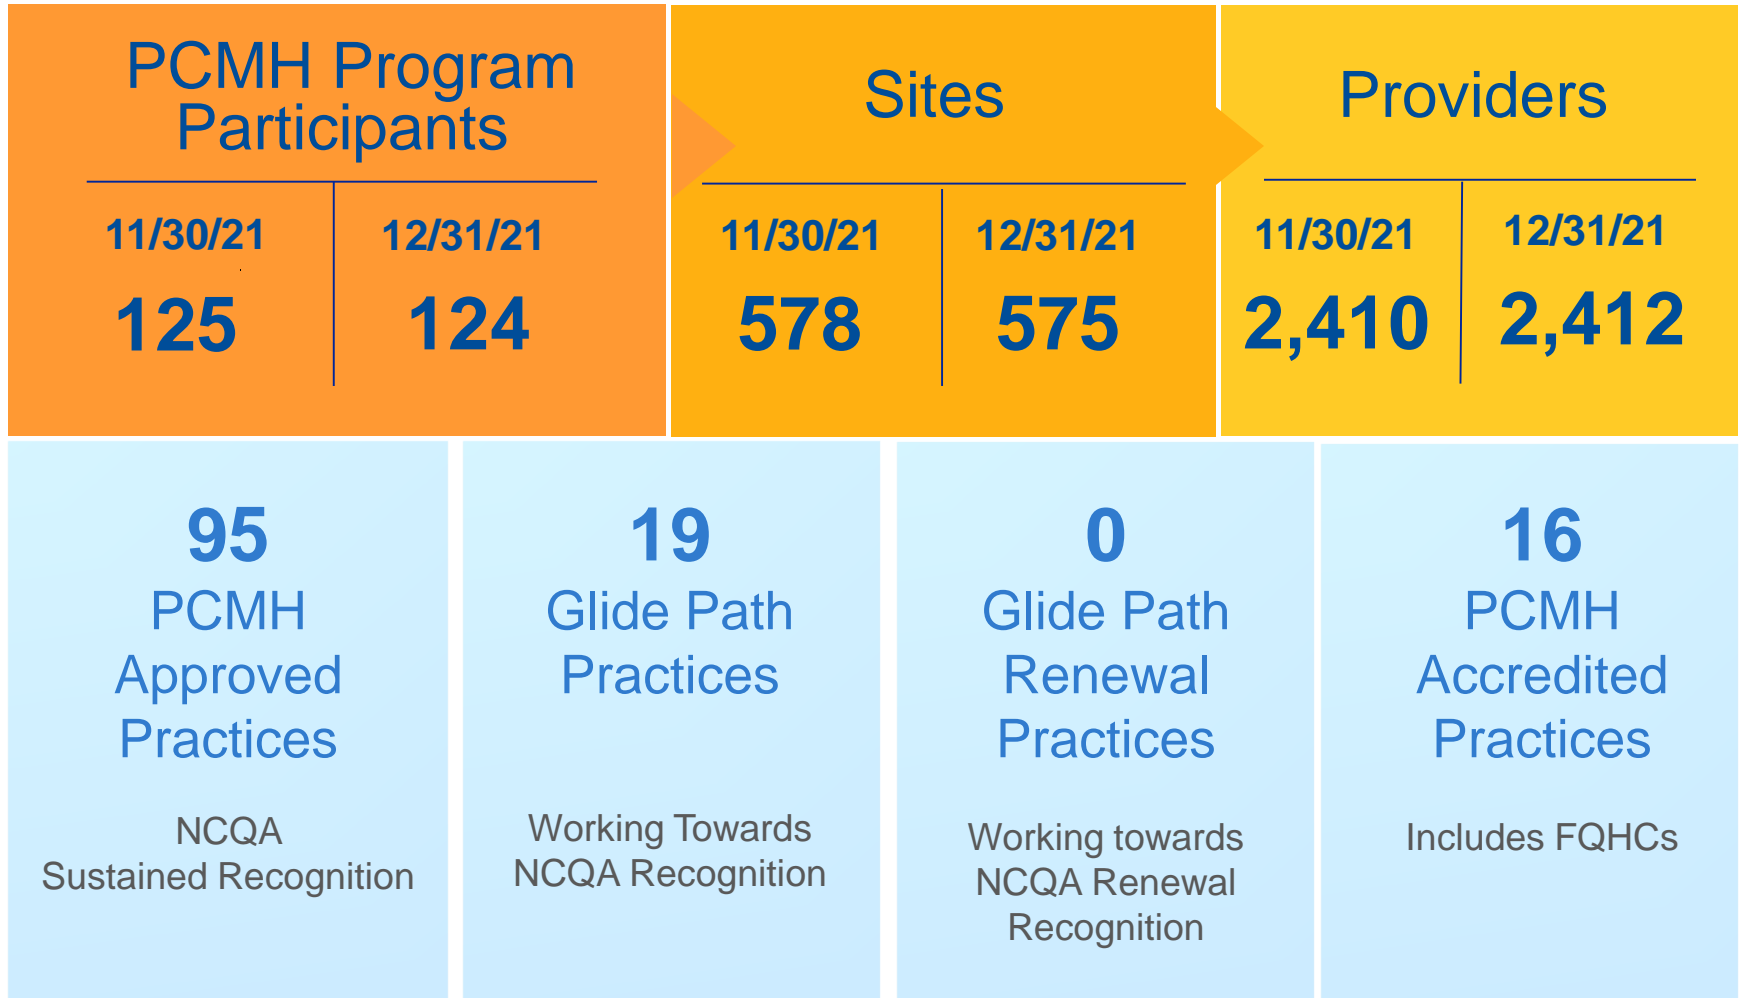 PCMH Program
Participants
11/30/21
12/31/21
125
124
Sites
11/30/21
12/31/21
578
575
Providers
11/30/21
12/31/21
2,410
2,412
95
PCMH
Approved
Practices
NCQA
Sustained Recognition
19
Glide Path
Practices
Working Towards
NCQA Recognition
0
Glide Path
Renewal
Practices
Working towards
NCQA Renewal
Recognition
16
PCMH
Accredited
Practices
Includes FQHCs